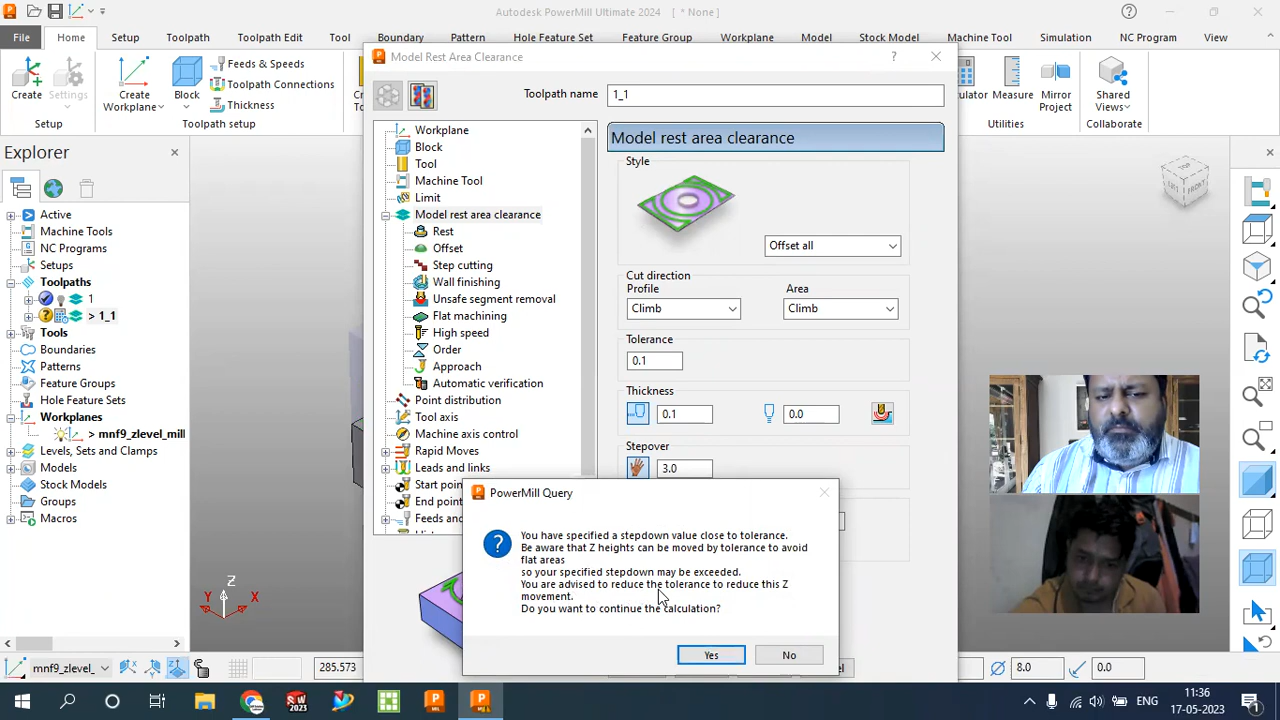 Autodesk PowerMill Ultimate 2024 [ * None ]
File
Home
Setup
Toolpath
Toolpath Edit
Tool
Boundary
Pattern
Hole Feature Set
Feature Group
Workplane
Model
Stock Model
Machine Tool
Simulation
NC Program
View
Create
Settings
Setup
Create
Workplane
Block
Feeds & Speeds
Toolpath Connections
Thickness
Toolpath setup
Measure
Mirror
Project
Utilities
Shared
Views
Collaborate
Explorer
Active
Machine Tools
NC Programs
Setups
Toolpaths
1
> 1_1
Tools
Boundaries
Patterns
Feature Groups
Hole Feature Sets
Workplanes
> mnf9_zlevel_mill
Levels, Sets and Clamps
Models
Stock Models
Groups
Macros
Model Rest Area Clearance
?
Toolpath name
1_1
Workplane
Block
Tool
Machine Tool
Limit
Model rest area clearance
Rest
Offset
Step cutting
Wall finishing
Unsafe segment removal
Flat machining
High speed
Order
Approach
Automatic verification
Point distribution
Tool axis
Machine axis control
Rapid Moves
Leads and links
Start poin
End point
Feeds and
Model rest area clearance
Style
Offset all
Cut direction
Profile
Area
Climb
Climb
Tolerance
0.1
Thickness
0.1
0.0
Stepover
3.0
PowerMill Query
You have specified a stepdown value close to tolerance.
Be aware that Z heights can be moved by tolerance to avoid
flat areas
so your specified stepdown may be exceeded.
You are advised to reduce the tolerance to reduce this Z
movement.
Do you want to continue the calculation?
Yes
No
Z
Y
X
FRONT
mnf9_zlevel_
285.573
8.0
0.0
ENG
11:36
17-05-2023